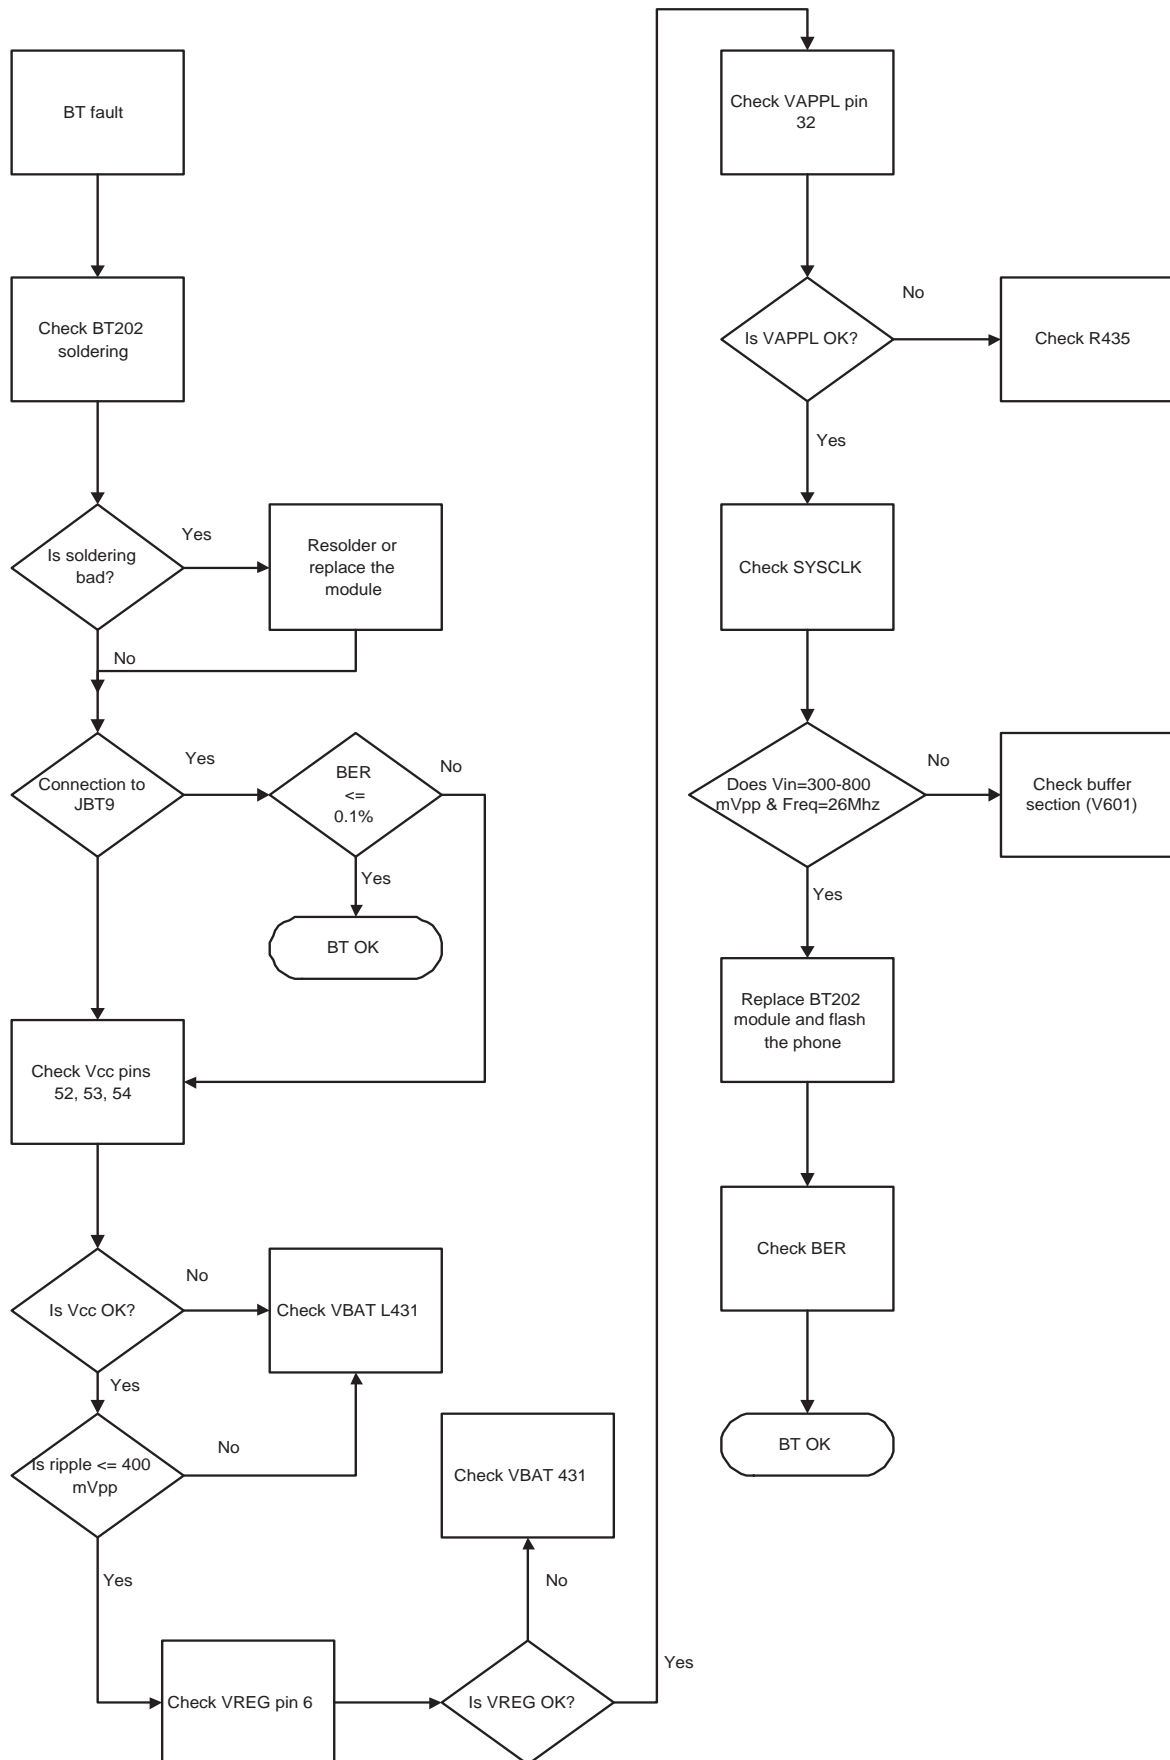 BT fault
Check BT202
soldering
Is soldering
bad?
Yes
Resolder or
replace the
module
No
Connection to
JBT9
Yes
BER
<=
0.1%
No
Yes
BT OK
Check Vcc pins
52, 53, 54
Is Vcc OK?
No
Check VBAT L431
Yes
Is ripple <= 400
mVpp
No
Yes
Check VREG pin 6
Is VREG OK?
No
Check VBAT 431
Yes
Check VAPPL pin
32
Is VAPPL OK?
No
Check R435
Yes
Check SYSCLK
Does Vin=300-800
mVpp & Freq=26Mhz
No
Check buffer
section (V601)
Yes
Replace BT202
module and flash
the phone
Check BER
BT OK